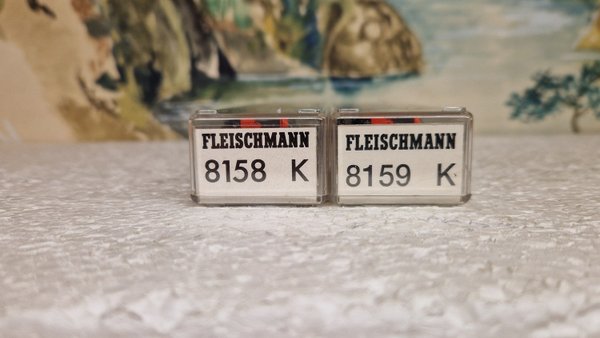 FLEISCHMANN
8158 K
FLEISCHMANN
8159 K